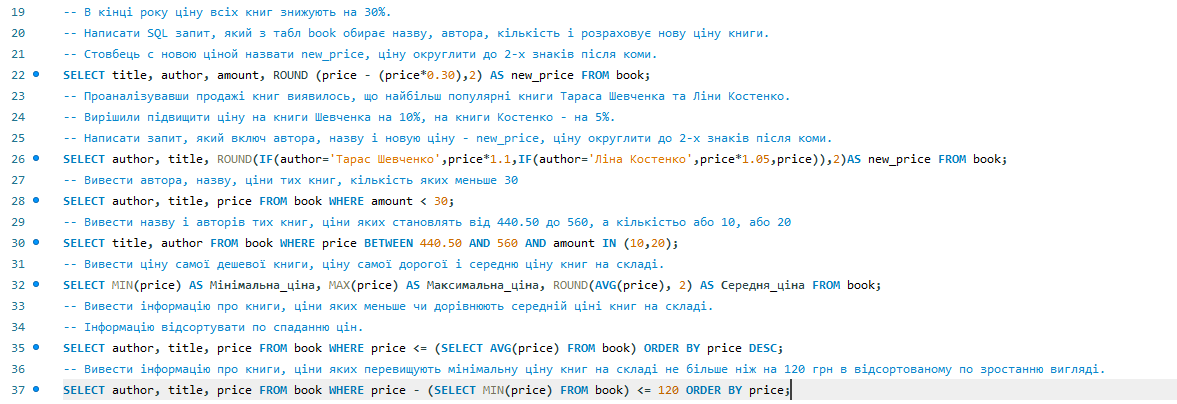 19 -- В кінці року ціну всіх книг знижують на 30%.
20 -- Написати SQL запит, який з табл book обирає назву, автора, кількість і розраховує нову ціну книги.
21 -- Стовбець с новою ціной назвати new_price, ціну округлити до 2-х знаків після коми.
22 SELECT title, author, amount, ROUND (price - (price*0.30),2) AS new_price FROM book;
23 -- Проаналізувавши продажі книг виявилось, що найбільш популярні книги Тараса Шевченка та Ліни Костенко.
24 -- Вирішили підвищити ціну на книги Шевченка на 10%, на книги Костенко - на 5%.
25 -- Написати запит, який включ автора, назву і новую ціну - new_price, ціну округлити до 2-х знаків після коми.
26 SELECT author, title, ROUND(IF(author='Тарас Шевченко',price*1.1,IF(author='Ліна Костенко',price*1.05,price)),2)AS new_price FROM book;
27 -- Вивести автора, назву, ціни тих книг, кількість яких меньше 30
28 SELECT author, title, price FROM book WHERE amount < 30;
29 -- Вивести назву і авторів тих книг, ціни яких становлять від 440.50 до 560, а кількістьо або 10, або 20
30 SELECT title, author FROM book WHERE price BETWEEN 440.50 AND 560 AND amount IN (10,20);
31 -- Вивести ціну самої дешевої книги, ціну самої дорогої і середню ціну книг на складі.
32 SELECT MIN(price) AS Мінімальна_ціна, MAX(price) AS Максимальна_ціна, ROUND(AVG(price), 2) AS Середня_ціна FROM book;
33 -- Вивести інформацію про книги, ціни яких меньше чи дорівнюють середній ціні книг на складі.
34 -- Інформацію відсортувати по спаданню цін.
35 SELECT author, title, price FROM book WHERE price <= (SELECT AVG(price) FROM book) ORDER BY price DESC;
36 -- Вивести інформацію про книги, ціни яких перевищують мінімальну ціну книг на складі не більше ніж на 120 грн в відсортованому по зростанню вигляді.
37 SELECT author, title, price FROM book WHERE price - (SELECT MIN(price) FROM book) <= 120 ORDER BY price;